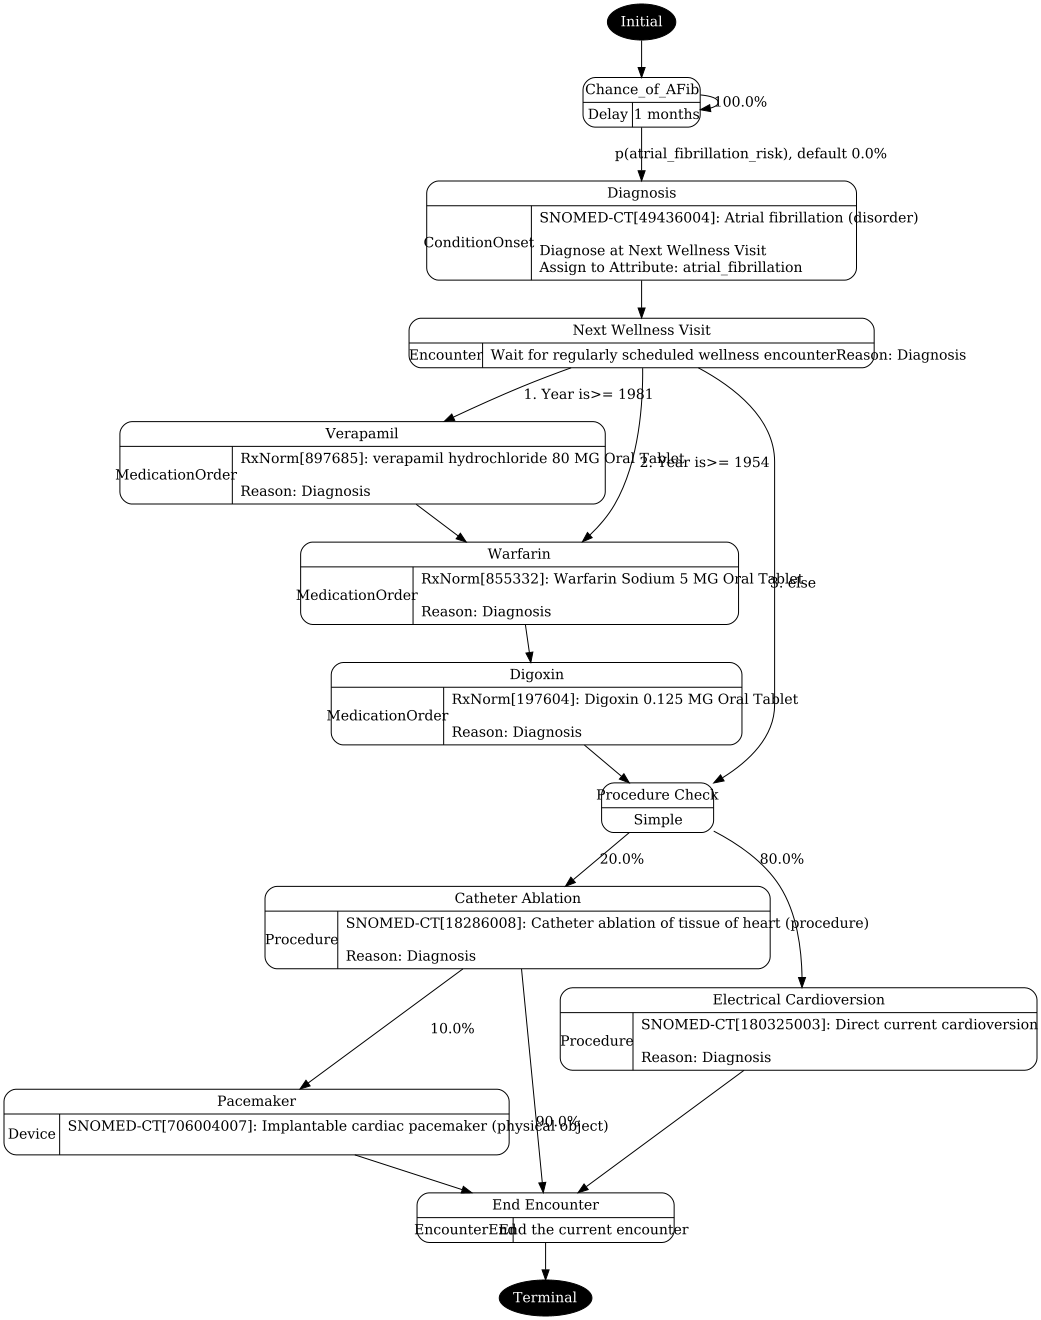 Initial
Chance_of_AFib
Delay 1 months
100.0%
p(atrial_fibrillation_risk), default 0.0%
Diagnosis
ConditionOnset
SNOMED-CT[49436004]: Atrial fibrillation (disorder)
Diagnose at Next Wellness Visit
Assign to Attribute: atrial_fibrillation
Next Wellness Visit
Encounter
Wait for regularly scheduled wellness encounterReason: Diagnosis
1. Year is>= 1981
2. Year is>= 1954
3. else
Verapamil
MedicationOrder
RxNorm[897685]: verapamil hydrochloride 80 MG Oral Tablet
Reason: Diagnosis
Warfarin
MedicationOrder
RxNorm[855332]: Warfarin Sodium 5 MG Oral Tablet
Reason: Diagnosis
Digoxin
MedicationOrder
RxNorm[197604]: Digoxin 0.125 MG Oral Tablet
Reason: Diagnosis
Procedure Check
Simple
20.0%
80.0%
Catheter Ablation
Procedure
SNOMED-CT[18286008]: Catheter ablation of tissue of heart (procedure)
Reason: Diagnosis
Electrical Cardioversion
Procedure
SNOMED-CT[180325003]: Direct current cardioversion
Reason: Diagnosis
10.0%
90.0%
Pacemaker
Device
SNOMED-CT[706004007]: Implantable cardiac pacemaker (physical object)
End Encounter
EncounterEnd
End the current encounter
Terminal